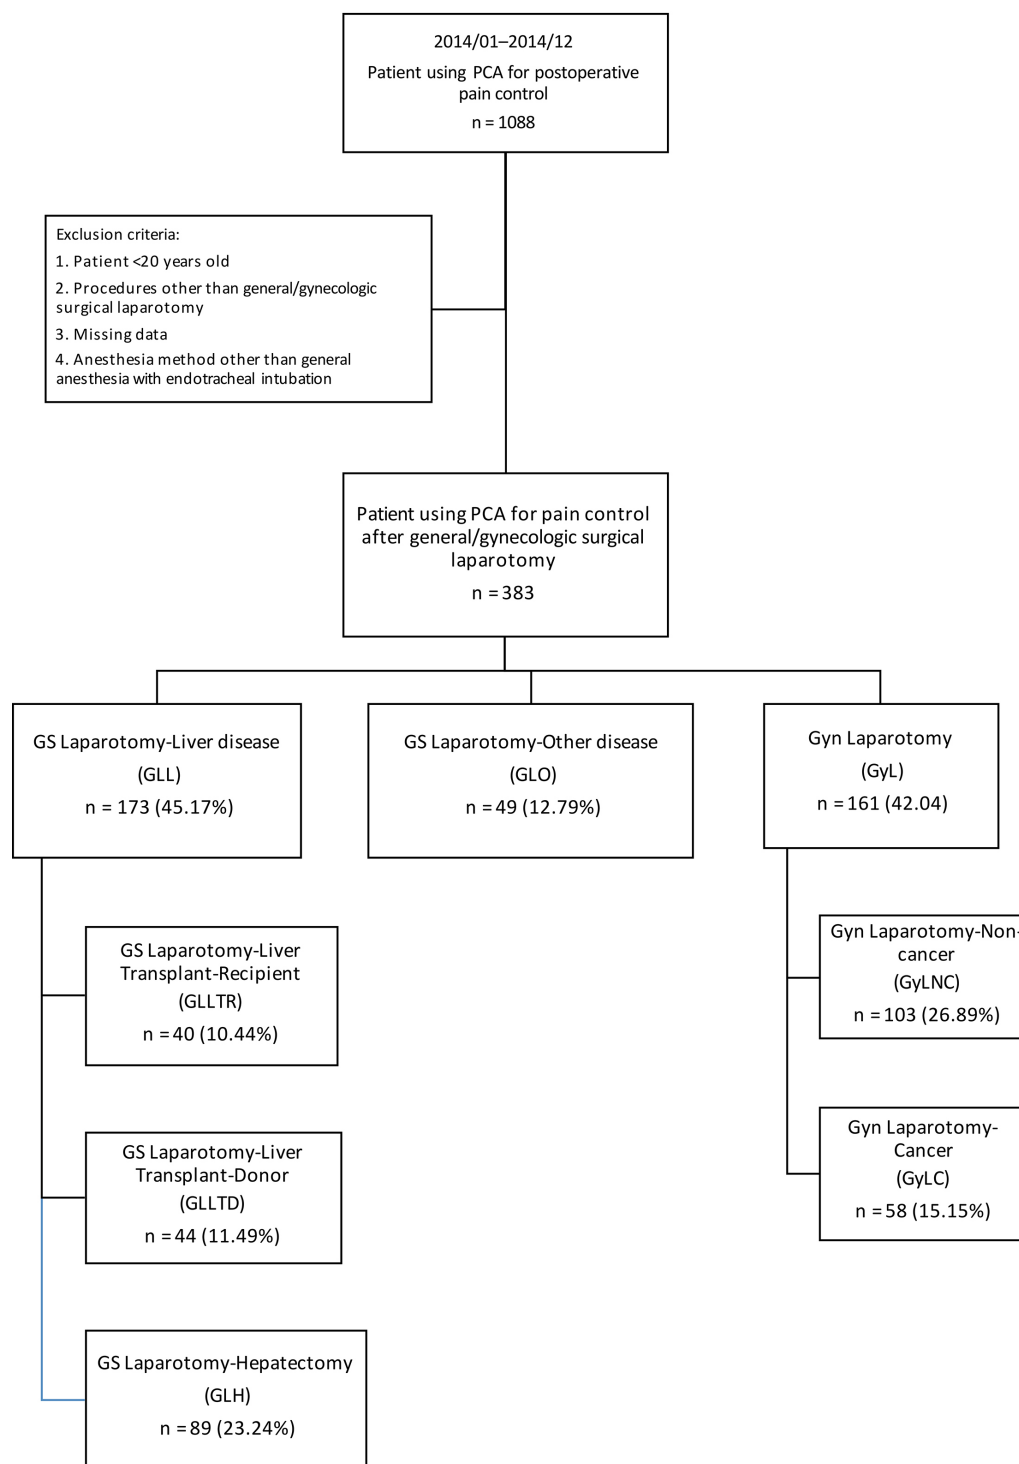 2014/01–2014/12
Patient using PCA for postoperative
pain control
n = 1088
Exclusion criteria:
1. Patient <20 years old
2. Procedures other than general/gynecologic
surgical laparotomy
3. Missing data
4. Anesthesia method other than general
anesthesia with endotracheal intubation
Patient using PCA for pain control
after general/gynecologic surgical
laparotomy
n = 383
GS Laparotomy-Liver disease
(GLL)
n = 173 (45.17%)
GS Laparotomy-Other disease
(GLO)
n = 49 (12.79%)
Gyn Laparotomy
(GyL)
n = 161 (42.04)
GS Laparotomy-Liver
Transplant-Recipient
(GLLTR)
n = 40 (10.44%)
GS Laparotomy-Liver
Transplant-Donor
(GLLTD)
n = 44 (11.49%)
GS Laparotomy-Hepatectomy
(GLH)
n = 89 (23.24%)
Gyn Laparotomy-Non-
cancer
(GyLNC)
n = 103 (26.89%)
Gyn Laparotomy-
Cancer
(GyLC)
n = 58 (15.15%)